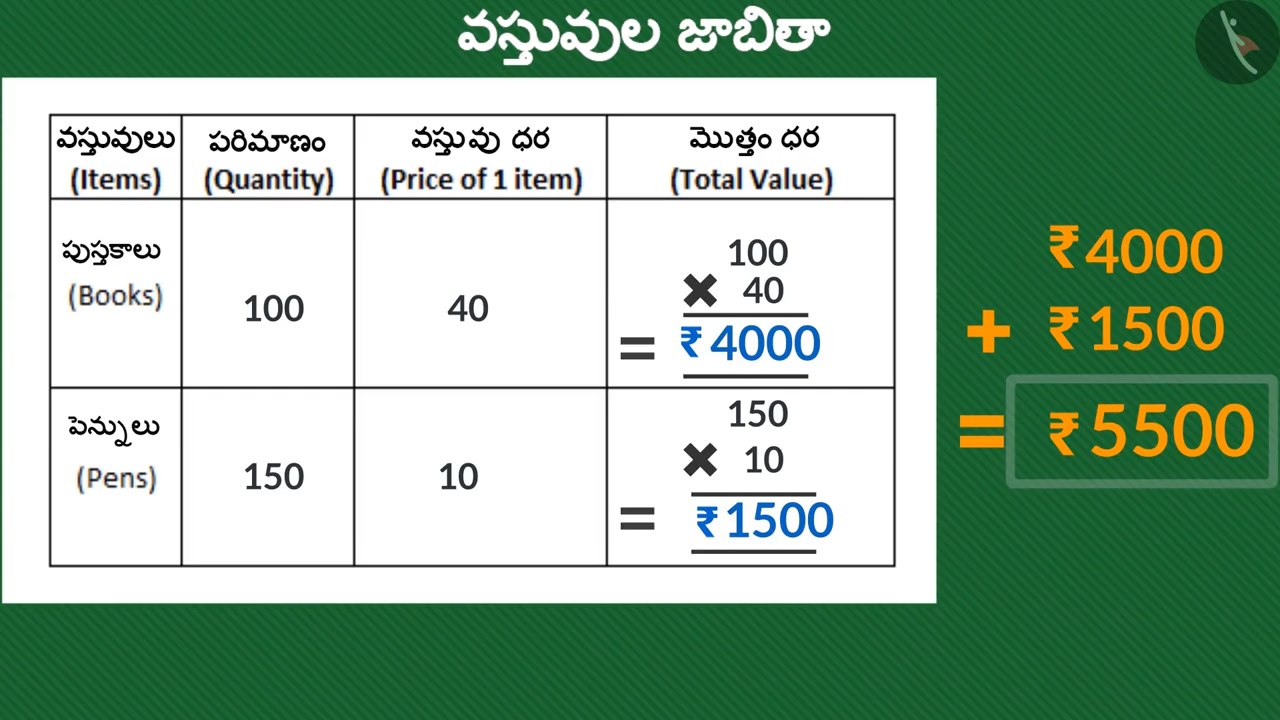 వస్తువుల జాబితా
వస్తువులు
(Items)
పరిమాణం
(Quantity)
వస్తువు ధర
(Price of 1 item)
మొత్తం ధర
(Total Value)
పుస్తకాలు
(Books)
100
40
100
✖ 40
= ₹4000
పెన్నులు
(Pens)
150
10
150
✖ 10
= ₹1500
₹4000
+ ₹1500
= ₹5500